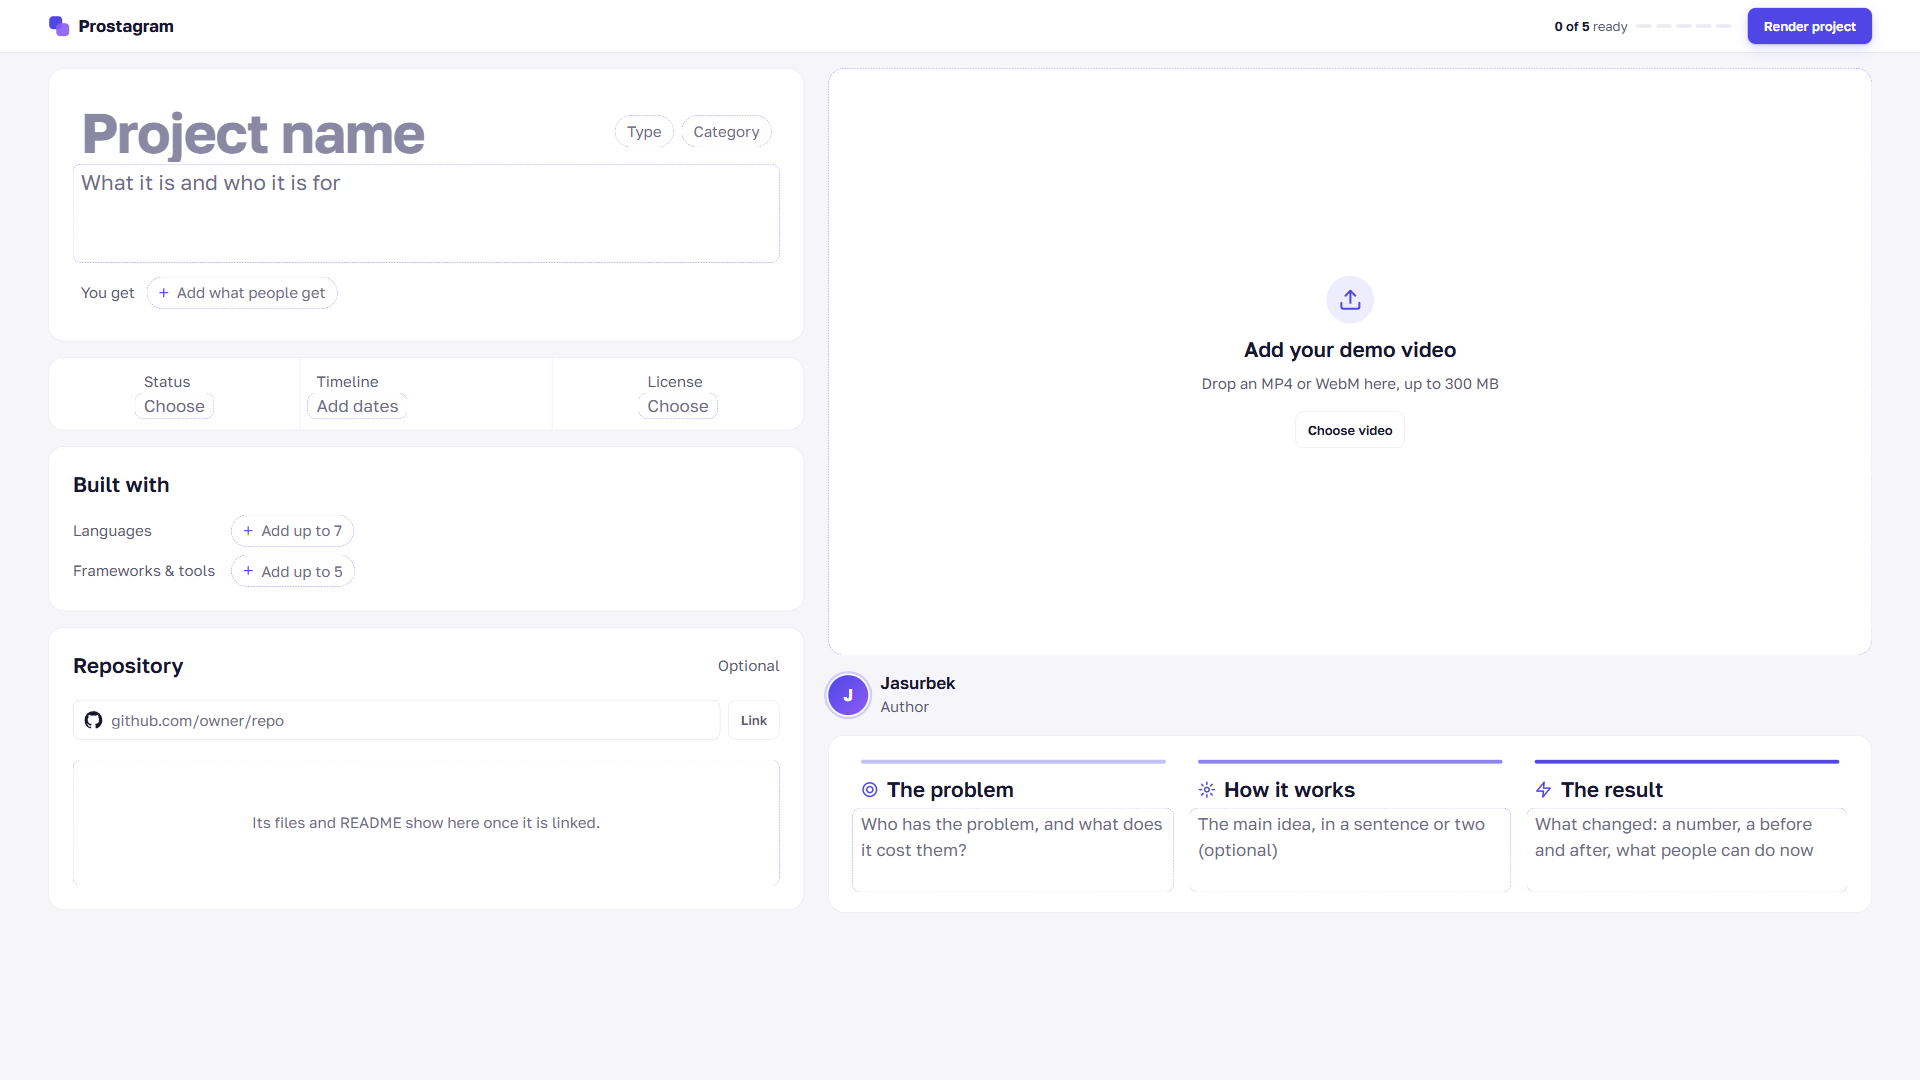 Prostagram
0 of 5 ready
Render project
Project name
Type
Category
What it is and who it is for
You get
+ Add what people get
Status
Choose
Timeline
Add dates
License
Choose
Built with
Languages
+ Add up to 7
Frameworks & tools
+ Add up to 5
Repository
Optional
github.com/owner/repo
Link
Its files and README show here once it is linked.
Add your demo video
Drop an MP4 or WebM here, up to 300 MB
Choose video
J
Jasurbek
Author
The problem
Who has the problem, and what does
it cost them?
How it works
The main idea, in a sentence or two
(optional)
The result
What changed: a number, a before
and after, what people can do now